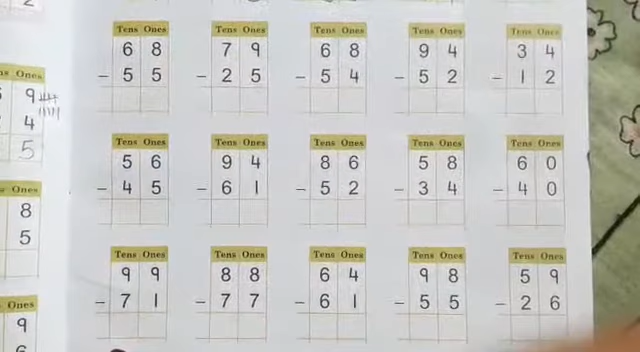 Tens Ones Tens Ones Tens Ones Tens Ones Tens Ones
6 8 7 9 6 8 9 4 3 4
- 5 5 - 2 5 - 5 4 - 5 2 - 1 2
Ones
9
4
5
Tens Ones Tens Ones Tens Ones Tens Ones Tens Ones
5 6 9 4 8 6 5 8 6 0
- 4 5 - 6 1 - 5 2 - 3 4 - 4 0
Ones
8
5
Tens Ones Tens Ones Tens Ones Tens Ones Tens Ones
9 9 8 8 6 4 9 8 5 9
- 7 1 - 7 7 - 6 1 - 5 5 - 2 6
Ones
9